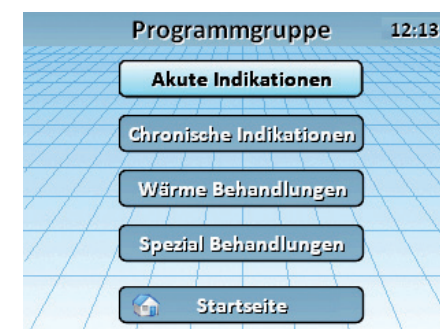 Programmgruppe 12:13
Akute Indikationen
Chronische Indikationen
Wärme Behandlungen
Spezial Behandlungen
Startseite